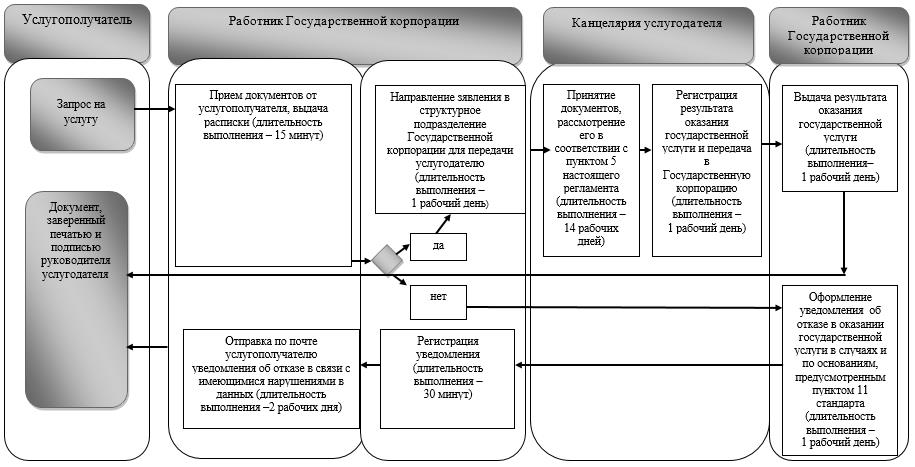 Услугополучатель
Работник Государственной корпорации
Канцелярия услугодателя
Работник
Государственной
корпорации
Запрос на
услугу
Прием документов от
услугополучателя, выдача
расписки (длительность
выполнения – 15 минут)
Направление зявления в
структурное
подразделение
Государственной
корпорации для передачи
услугодателю
(длительность
выполнения –
1 рабочий день)
Принятие
документов,
рассмотрение
его в
соответствии с
пунктом 5
настоящего
регламента
(длительность
выполнения –
14 рабочих
дней)
Регистрация
результата
оказания
государственной
услуги и передача
в
Государственную
корпорацию
(длительность
выполнения –
1 рабочий день)
Выдача результата
оказания
государственной
услуги
(длительность
выполнения–
1 рабочий день)
Документ,
заверенный
печатью и
подписью
руководителя
услугодателя
да
нет
Отправка по почте
услугополучателю
уведомления об отказе в связи с
имеющимися нарушениями в
данных (длительность
выполнения –2 рабочих дня)
Регистрация
уведомления
(длительность
выполнения –
30 минут)
Оформление
уведомления об
отказе в оказании
государственной
услуги в случаях и
по основаниям,
предусмотренным
пунктом 11
стандарта
(длительность
выполнения –
1 рабочий день)